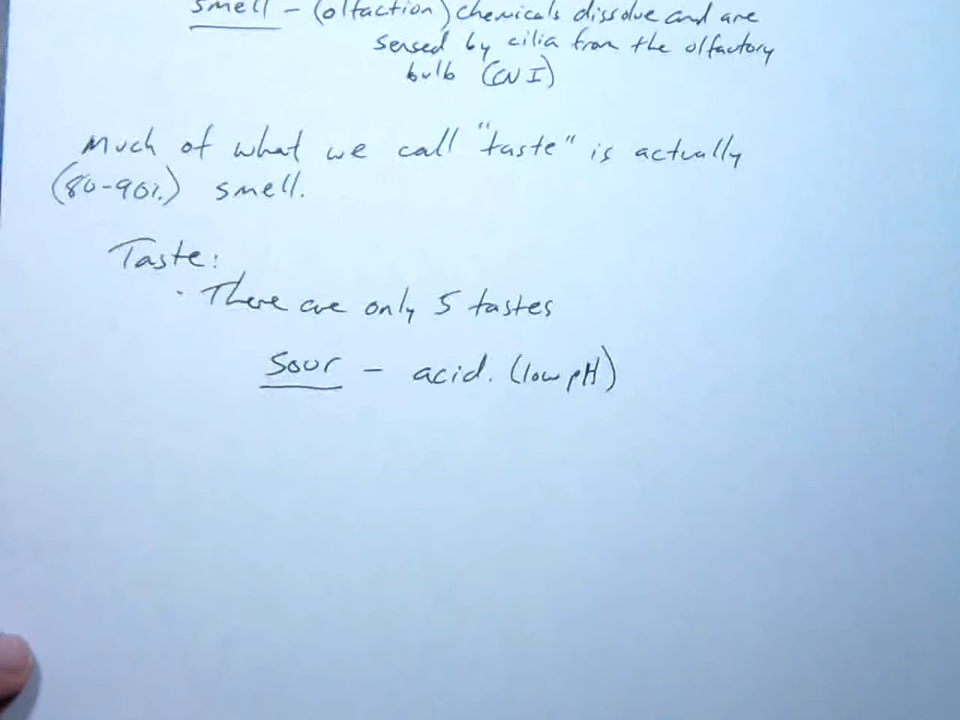 smell - (olfaction) chemicals dissolve and are
sensed by cilia from the olfactory
bulb (CN I)
Much of what we call "taste" is actually
(80-90%) smell.
Taste:
· There are only 5 tastes
Sour - acid. (low pH)